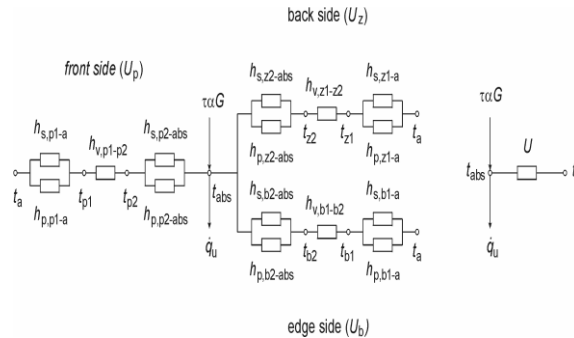 back side (Uz)
front side (Up)
hs,z2-abs
hv,z1-z2
hs,z1-a
hs,p1-a
hv,p1-p2
hs,p2-abs
ταG
tz2
tz1
ta
hp,z2-abs
hp,z1-a
U
ta
tp1
tp2
tabs
tabs
hp,p1-a
hp,p2-abs
hs,b2-abs
hv,b1-b2
hs,b1-a
ταG
q̇u
tb2
tb1
ta
q̇u
hp,b2-abs
hp,b1-a
edge side (Ub)